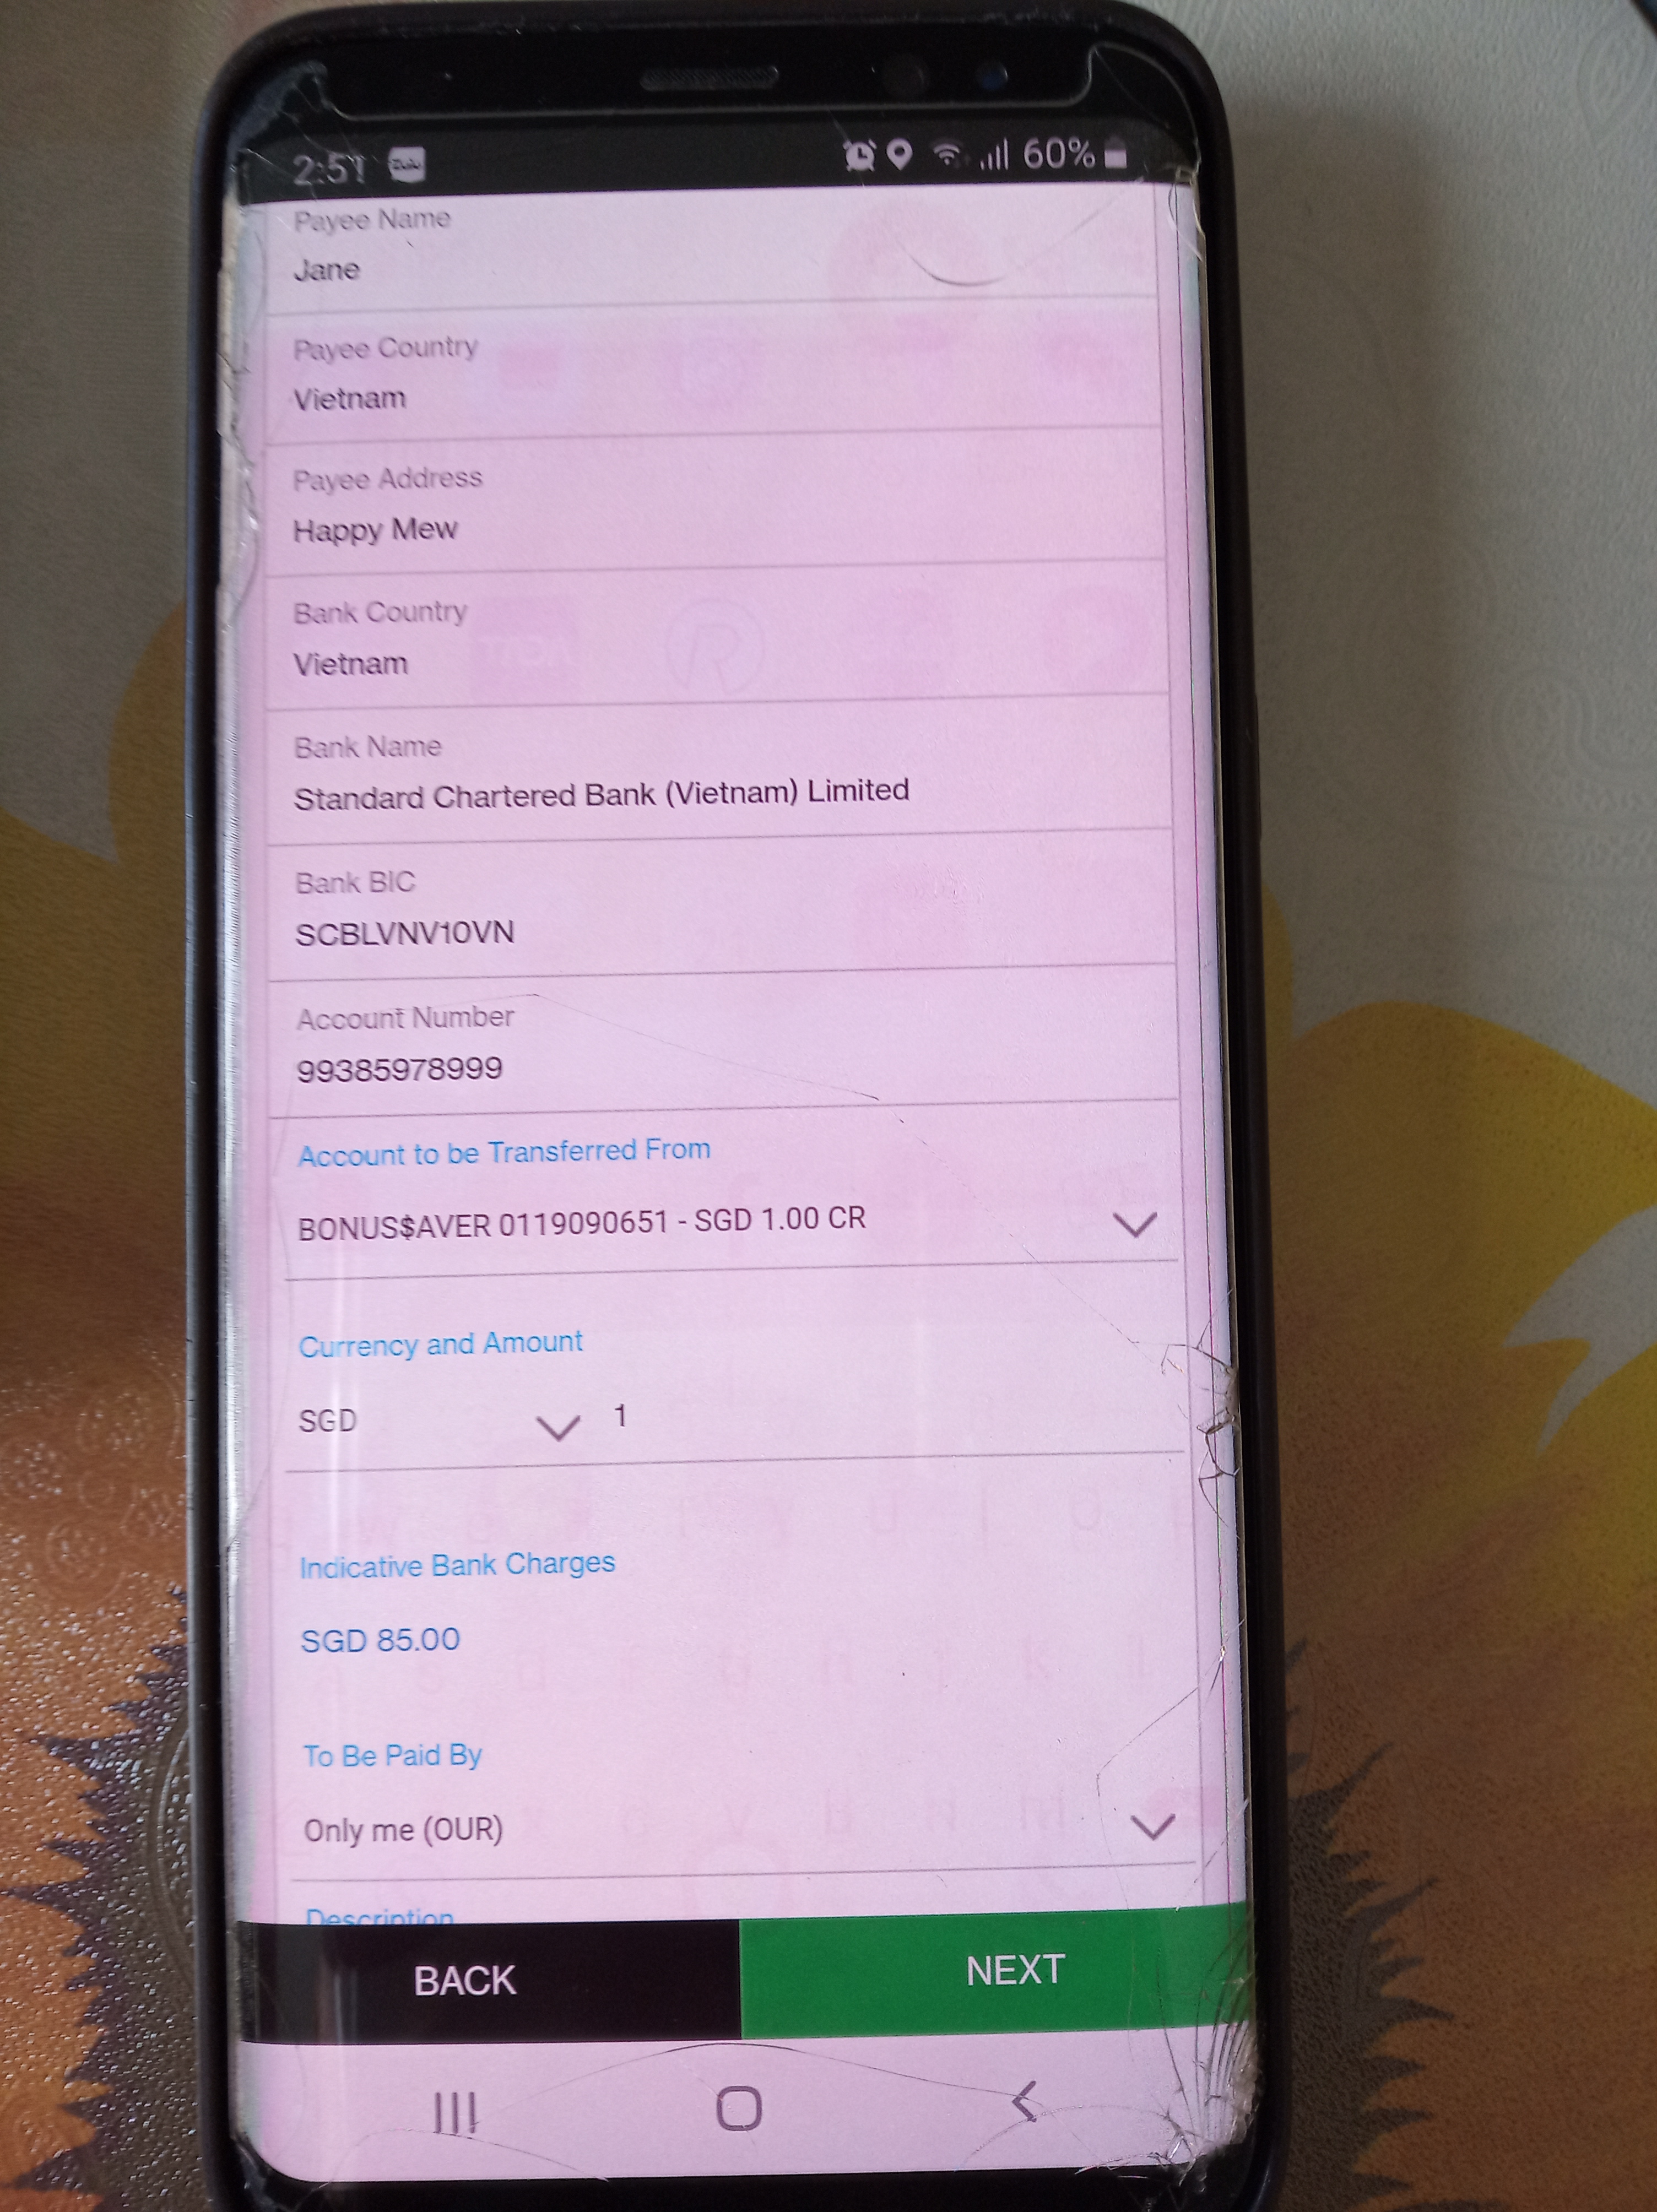 2:51 Zalo 60%
Payee Name
Jane
Payee Country
Vietnam
Payee Address
Happy Mew
Bank Country
Vietnam
Bank Name
Standard Chartered Bank (Vietnam) Limited
Bank BIC
SCBLVNV10VN
Account Number
99385978999
Account to be Transferred From
BONUS$AVER 0119090651 - SGD 1.00 CR
Currency and Amount
SGD 1
Indicative Bank Charges
SGD 85.00
To Be Paid By
Only me (OUR)
Description
BACK NEXT